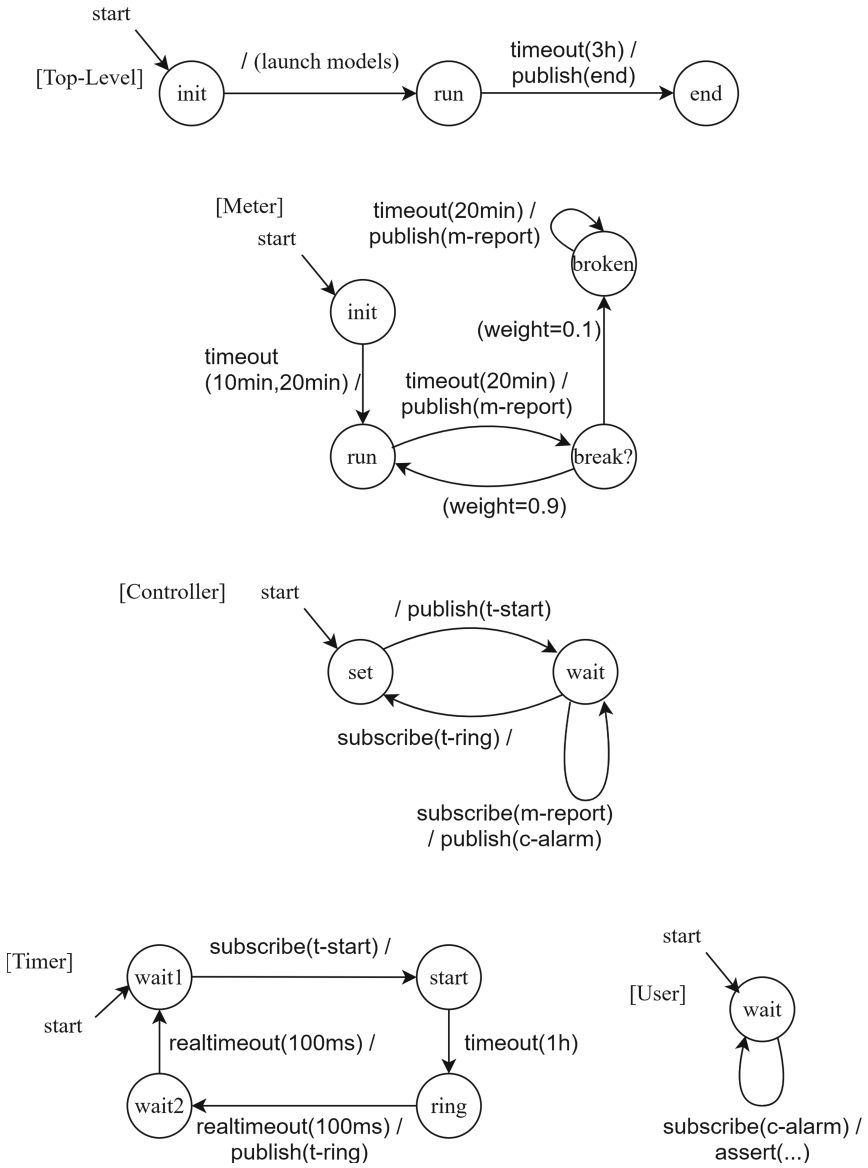 start
[Top-Level]
init
/ (launch models)
run
timeout(3h) /
publish(end)
end
[Meter]
start
init
timeout
(10min,20min) /
run
timeout(20min) /
publish(m-report)
break?
(weight=0.9)
(weight=0.1)
broken
timeout(20min) /
publish(m-report)
[Controller]
start
set
/ publish(t-start)
wait
subscribe(t-ring) /
subscribe(m-report)
/ publish(c-alarm)
[Timer]
start
wait1
subscribe(t-start) /
start
timeout(1h)
ring
realtimeout(100ms) /
publish(t-ring)
wait2
realtimeout(100ms) /
start
[User]
wait
subscribe(c-alarm) /
assert(...)